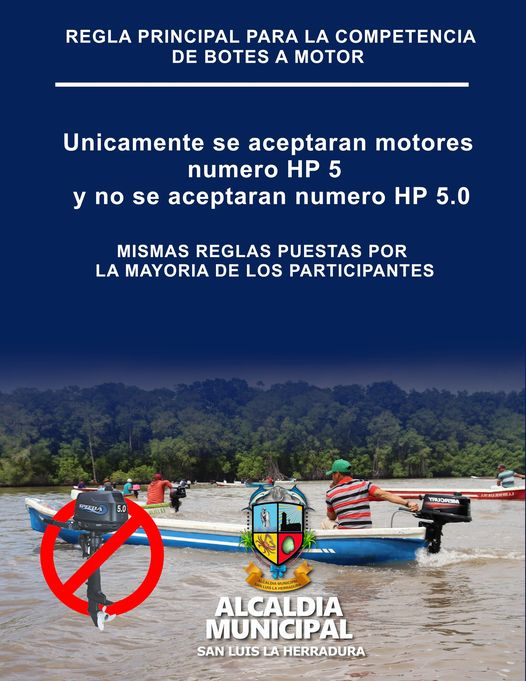 REGLA PRINCIPAL PARA LA COMPETENCIA
DE BOTES A MOTOR
Unicamente se aceptaran motores
numero HP 5
y no se aceptaran numero HP 5.0
MISMAS REGLAS PUESTAS POR
LA MAYORIA DE LOS PARTICIPANTES
5.0
MERCURY
ALCALDIA MUNICIPAL
SAN LUIS LA HERRADURA
ALCALDIA
MUNICIPAL
SAN LUIS LA HERRADURA